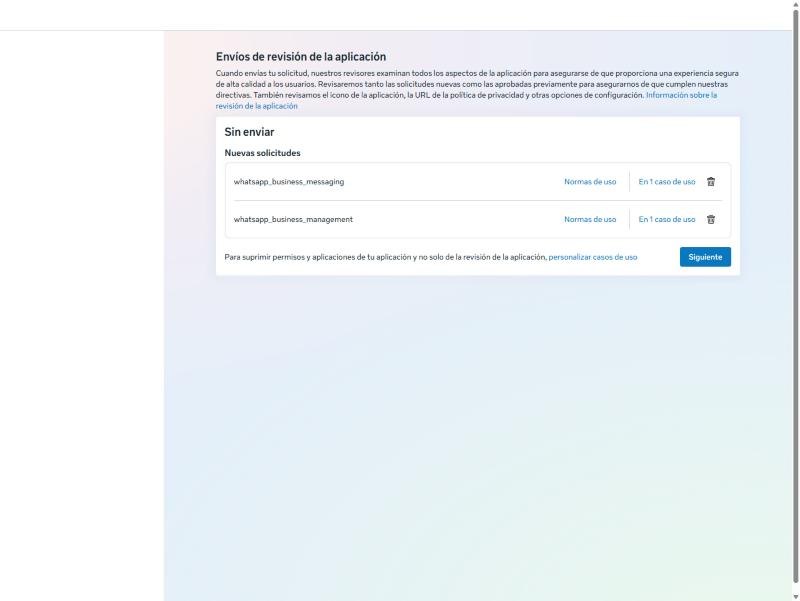 Envíos de revisión de la aplicación
Cuando envías tu solicitud, nuestros revisores examinan todos los aspectos de la aplicación para asegurarse de que proporciona una experiencia segura
de alta calidad a los usuarios. Revisaremos tanto las solicitudes nuevas como las aprobadas previamente para asegurarnos de que cumplen nuestras
directivas. También revisamos el icono de la aplicación, la URL de la política de privacidad y otras opciones de configuración. Información sobre la
revisión de la aplicación
Sin enviar
Nuevas solicitudes
whatsapp_business_messaging Normas de uso En 1 caso de uso
whatsapp_business_management Normas de uso En 1 caso de uso
Para suprimir permisos y aplicaciones de tu aplicación y no solo de la revisión de la aplicación, personalizar casos de uso Siguiente